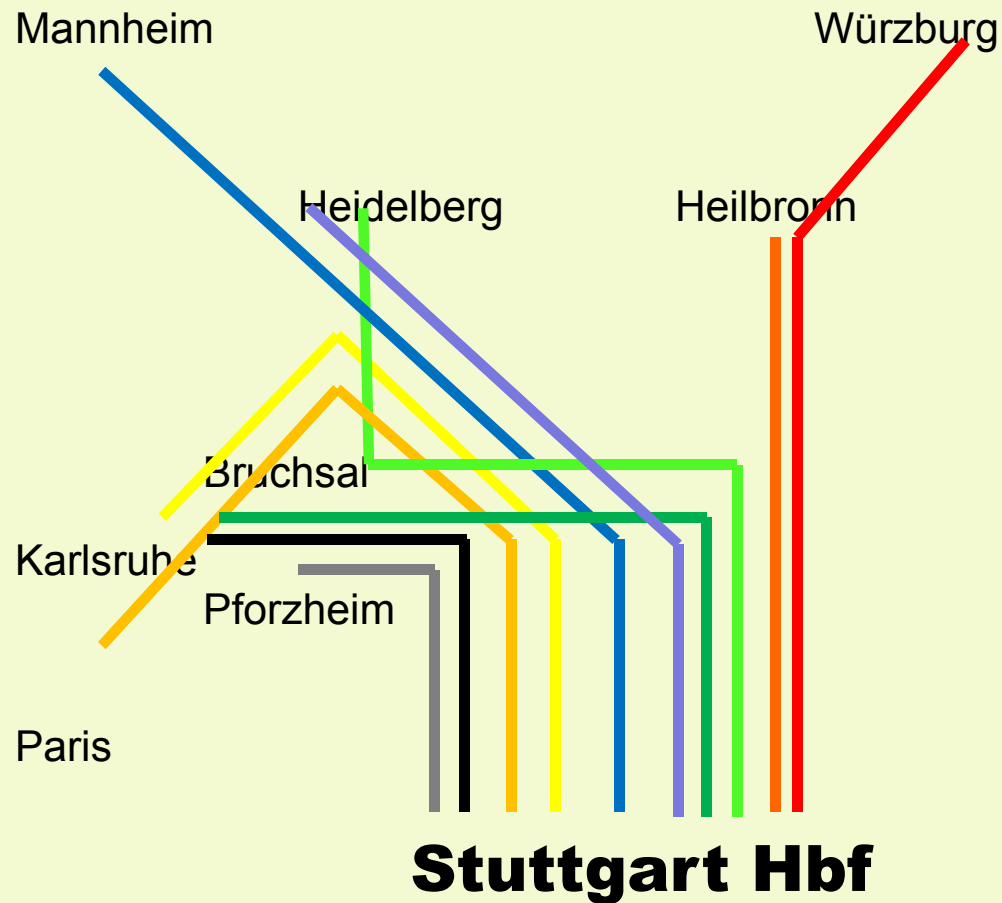 Mannheim
Würzburg
Heidelberg
Heilbronn
Bruchsal
Karlsruhe
Pforzheim
Paris
Stuttgart Hbf